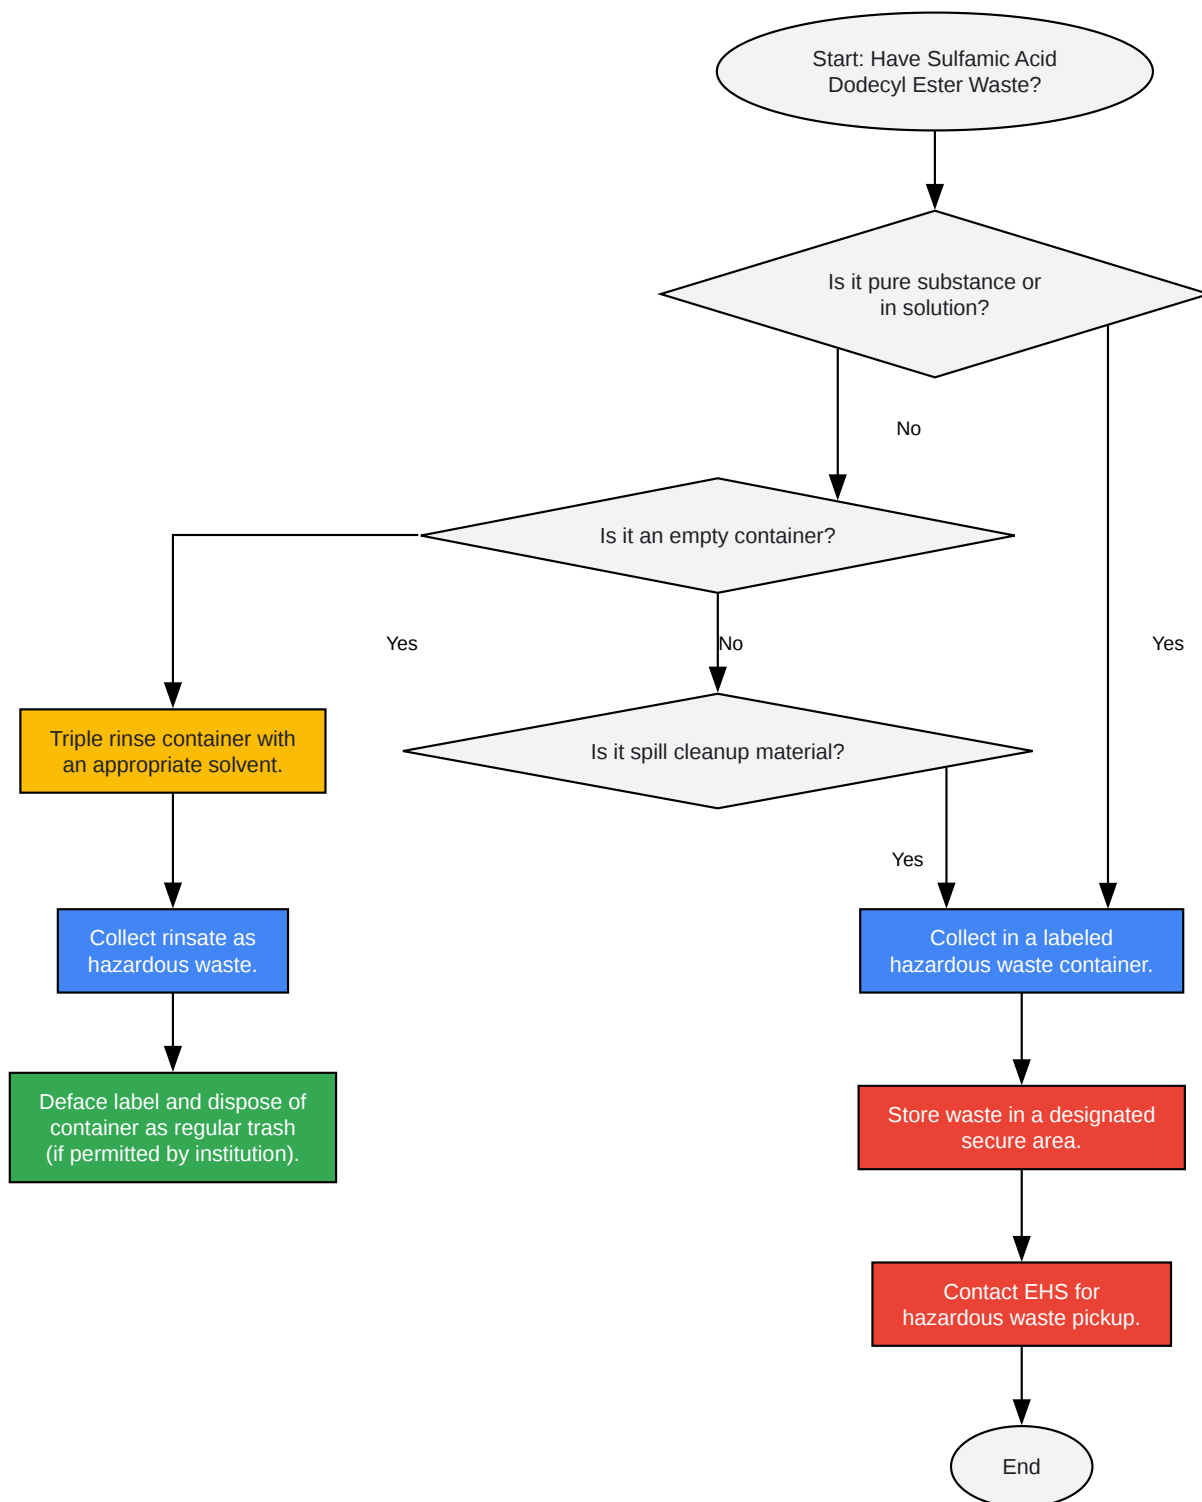 Start: Have Sulfamic Acid
Dodecyl Ester Waste?
Is it pure substance or
in solution?
No
Is it an empty container?
Yes
No
Yes
Triple rinse container with
an appropriate solvent.
Is it spill cleanup material?
Yes
Collect rinsate as
hazardous waste.
Collect in a labeled
hazardous waste container.
Deface label and dispose of
container as regular trash
(if permitted by institution).
Store waste in a designated
secure area.
Contact EHS for
hazardous waste pickup.
End